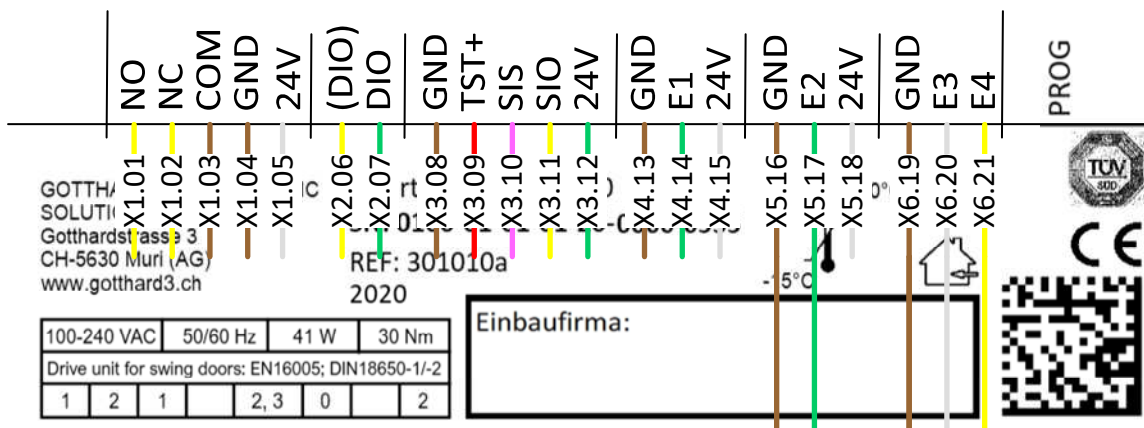 NO NC COM GND 24V (DIO) DIO GND TST+ SIS SIO 24V GND E1 24V GND E2 24V GND E3 E4 PROG
X1.01 X1.02 X1.03 X1.04 X1.05 X2.06 X2.07 X3.08 X3.09 X3.10 X3.11 X3.12 X4.13 X4.14 X4.15 X5.16 X5.17 X5.18 X6.19 X6.20 X6.21
TÜV
SÜD
Gotthardstrasse 3
CH-5630 Muri (AG)
www.gotthard3.ch
REF: 301010a
2020
-15°C
CE
100-240 VAC 50/60 Hz 41 W 30 Nm
Drive unit for swing doors: EN16005; DIN18650-1/-2
1 2 1 2, 3 0 2
Einbaufirma: